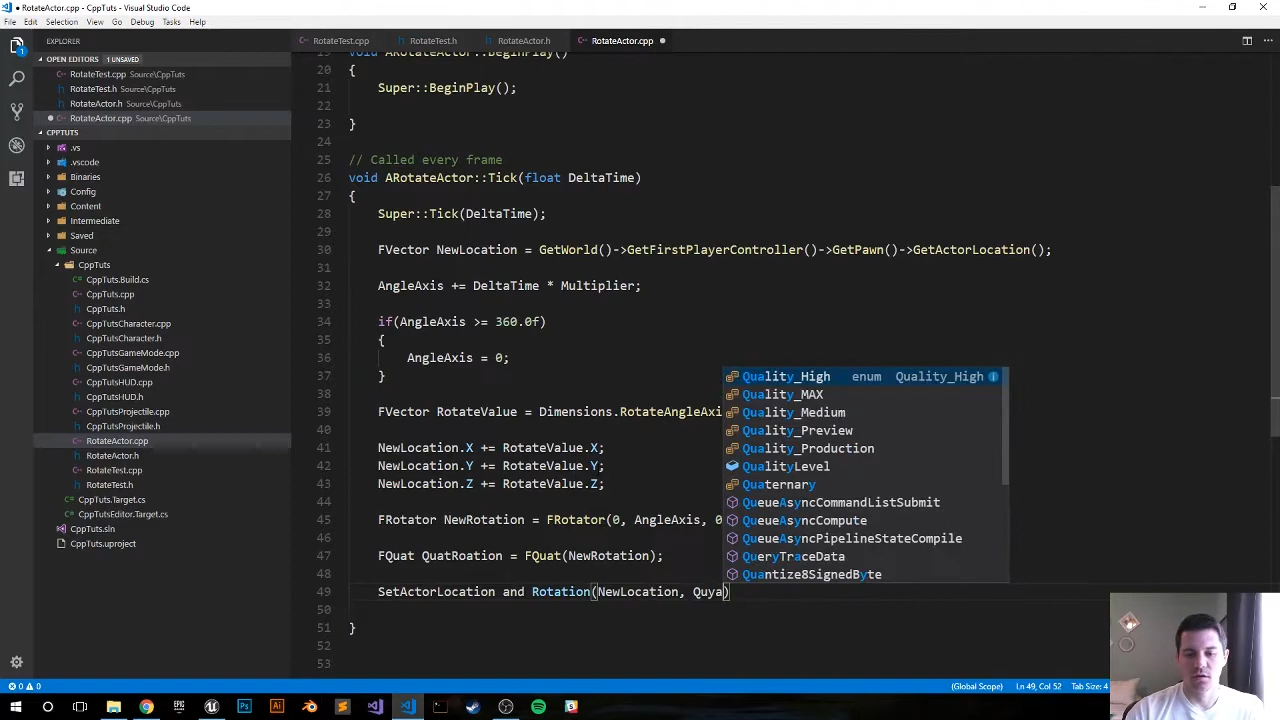 RotateActor.cpp - CppTuts - Visual Studio Code
File Edit Selection View Go Debug Tasks Help
EXPLORER
RotateTest.cpp RotateTest.h RotateActor.h RotateActor.cpp
OPEN EDITORS 1 UNSAVED
RotateTest.cpp Source\CppTuts
RotateTest.h Source\CppTuts
RotateActor.h Source\CppTuts
RotateActor.cpp Source\CppTuts
CPPTUTS
.vs
.vscode
Binaries
Config
Content
Intermediate
Saved
Source
CppTuts
CppTuts.Build.cs
CppTuts.cpp
CppTuts.h
CppTutsCharacter.cpp
CppTutsCharacter.h
CppTutsGameMode.cpp
CppTutsGameMode.h
CppTutsHUD.cpp
CppTutsHUD.h
CppTutsProjectile.cpp
CppTutsProjectile.h
RotateActor.cpp
RotateActor.h
RotateTest.cpp
RotateTest.h
CppTuts.Target.cs
CppTutsEditor.Target.cs
CppTuts.sln
CppTuts.uproject
19 void ARotateActor::BeginPlay()
20 {
21 Super::BeginPlay();
22
23 }
24
25 // Called every frame
26 void ARotateActor::Tick(float DeltaTime)
27 {
28 Super::Tick(DeltaTime);
29
30 FVector NewLocation = GetWorld()->GetFirstPlayerController()->GetPawn()->GetActorLocation();
31
32 AngleAxis += DeltaTime * Multiplier;
33
34 if(AngleAxis >= 360.0f)
35 {
36 AngleAxis = 0;
37 }
38
39 FVector RotateValue = Dimensions.RotateAngleAxi
40
41 NewLocation.X += RotateValue.X;
42 NewLocation.Y += RotateValue.Y;
43 NewLocation.Z += RotateValue.Z;
44
45 FRotator NewRotation = FRotator(0, AngleAxis, 0
46
47 FQuat QuatRoation = FQuat(NewRotation);
48
49 SetActorLocation and Rotation(NewLocation, Quya)
50
51 }
52
53
Quality_High enum Quality_High
Quality_MAX
Quality_Medium
Quality_Preview
Quality_Production
QualityLevel
Quaternary
QueueAsyncCommandListSubmit
QueueAsyncCompute
QueueAsyncPipelineStateCompile
QueryTraceData
Quantize8SignedByte
0 0 (Global Scope) Ln 49, Col 52 Tab Size: 4